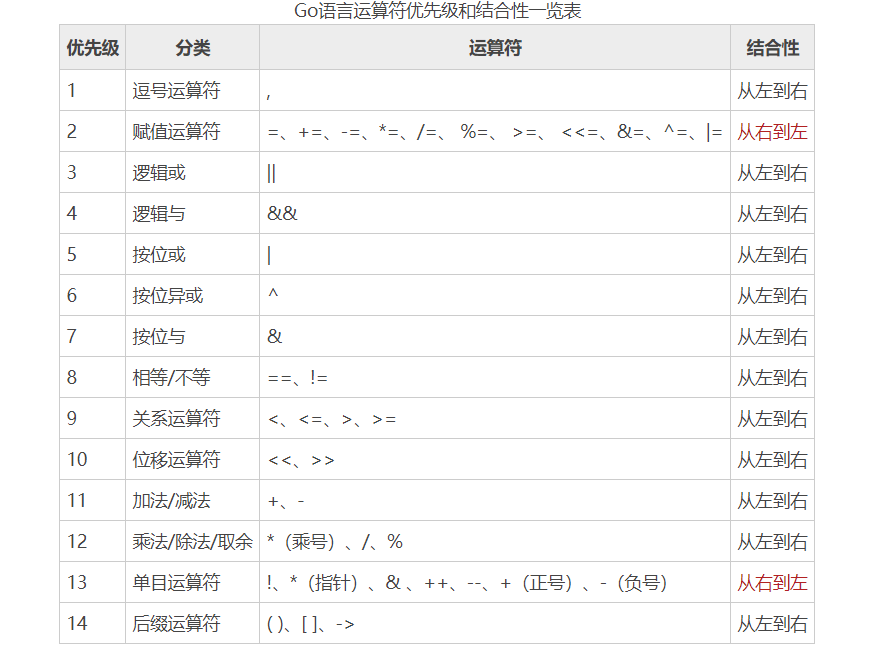 Go语言运算符优先级和结合性一览表
优先级 分类 运算符 结合性
1 逗号运算符 , 从左到右
2 赋值运算符 =、+=、-=、*=、/=、 %=、 >=、 <<=、&=、^=、|= 从右到左
3 逻辑或 || 从左到右
4 逻辑与 && 从左到右
5 按位或 | 从左到右
6 按位异或 ^ 从左到右
7 按位与 & 从左到右
8 相等/不等 ==、!= 从左到右
9 关系运算符 <、<=、>、>= 从左到右
10 位移运算符 <<、>> 从左到右
11 加法/减法 +、- 从左到右
12 乘法/除法/取余 *（乘号）、/、% 从左到右
13 单目运算符 !、*（指针）、& 、++、--、+（正号）、-（负号） 从右到左
14 后缀运算符 ( )、[ ]、-> 从左到右